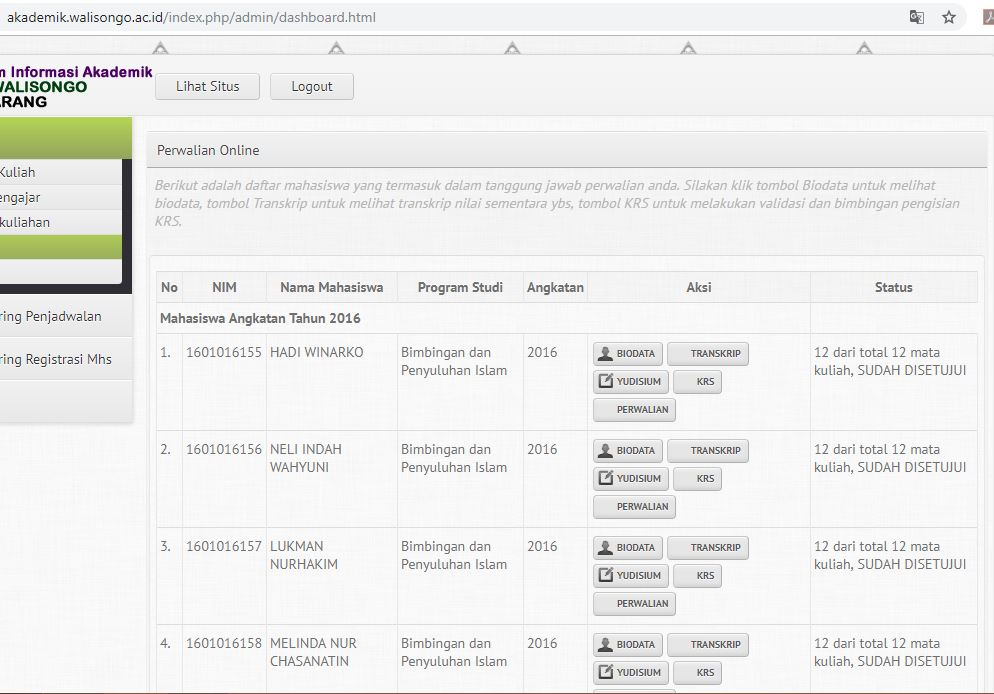 akademik.walisongo.ac.id/index.php/admin/dashboard.html
m Informasi Akademik
WALISONGO
ARANG
Lihat Situs
Logout
Kuliah
engajar
kuliahan
ring Penjadwalan
ring Registrasi Mhs
Perwalian Online
Berikut adalah daftar mahasiswa yang termasuk dalam tanggung jawab perwalian anda. Silakan klik tombol Biodata untuk melihat
biodata, tombol Transkrip untuk melihat transkrip nilai sementara ybs, tombol KRS untuk melakukan validasi dan bimbingan pengisian
KRS.
No NIM Nama Mahasiswa Program Studi Angkatan Aksi Status
Mahasiswa Angkatan Tahun 2016
1. 1601016155 HADI WINARKO Bimbingan dan 2016 BIODATA TRANSKRIP 12 dari total 12 mata
Penyuluhan Islam kuliah, SUDAH DISETUJUI
YUDISIUM KRS
PERWALIAN
2. 1601016156 NELI INDAH Bimbingan dan 2016 BIODATA TRANSKRIP 12 dari total 12 mata
WAHYUNI Penyuluhan Islam kuliah, SUDAH DISETUJUI
YUDISIUM KRS
PERWALIAN
3. 1601016157 LUKMAN Bimbingan dan 2016 BIODATA TRANSKRIP 12 dari total 12 mata
NURHAKIM Penyuluhan Islam kuliah, SUDAH DISETUJUI
YUDISIUM KRS
PERWALIAN
4. 1601016158 MELINDA NUR Bimbingan dan 2016 BIODATA TRANSKRIP 12 dari total 12 mata
CHASANATIN Penyuluhan Islam kuliah, SUDAH DISETUJUI
YUDISIUM KRS